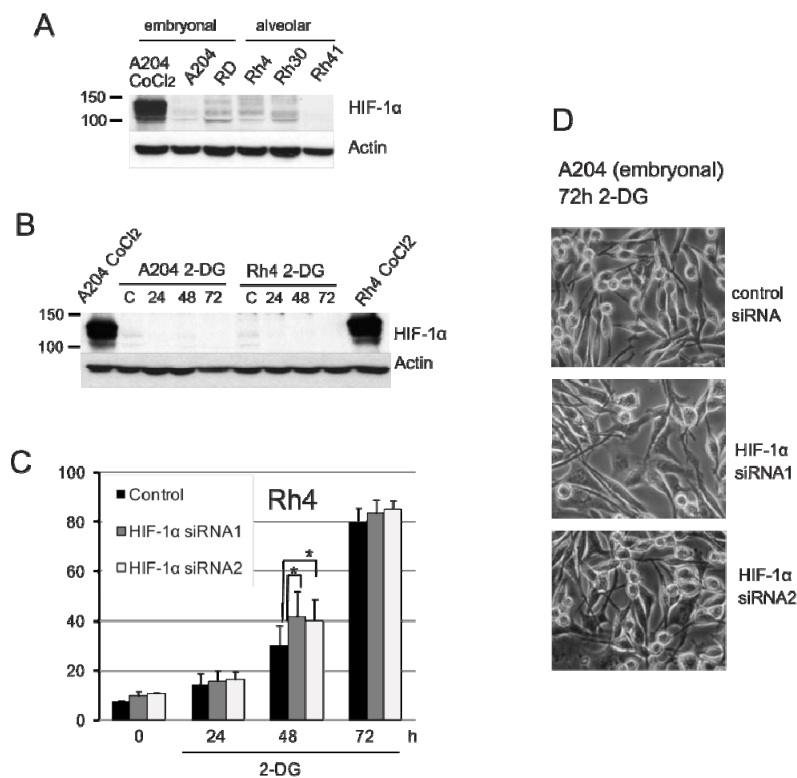 A
embryonal alveolar
A204 CoCl2 A204 RD Rh4 Rh30 Rh41
150
100
HIF-1α
Actin
B
A204 CoCl2 A204 2-DG Rh4 2-DG Rh4 CoCl2
C 24 48 72 C 24 48 72
150
100
HIF-1α
Actin
C
100
80
60
40
20
0
Control
HIF-1α siRNA1
HIF-1α siRNA2
Rh4
*
*
0 24 48 72 h
2-DG
D
A204 (embryonal)
72h 2-DG
control
siRNA
HIF-1α
siRNA1
HIF-1α
siRNA2